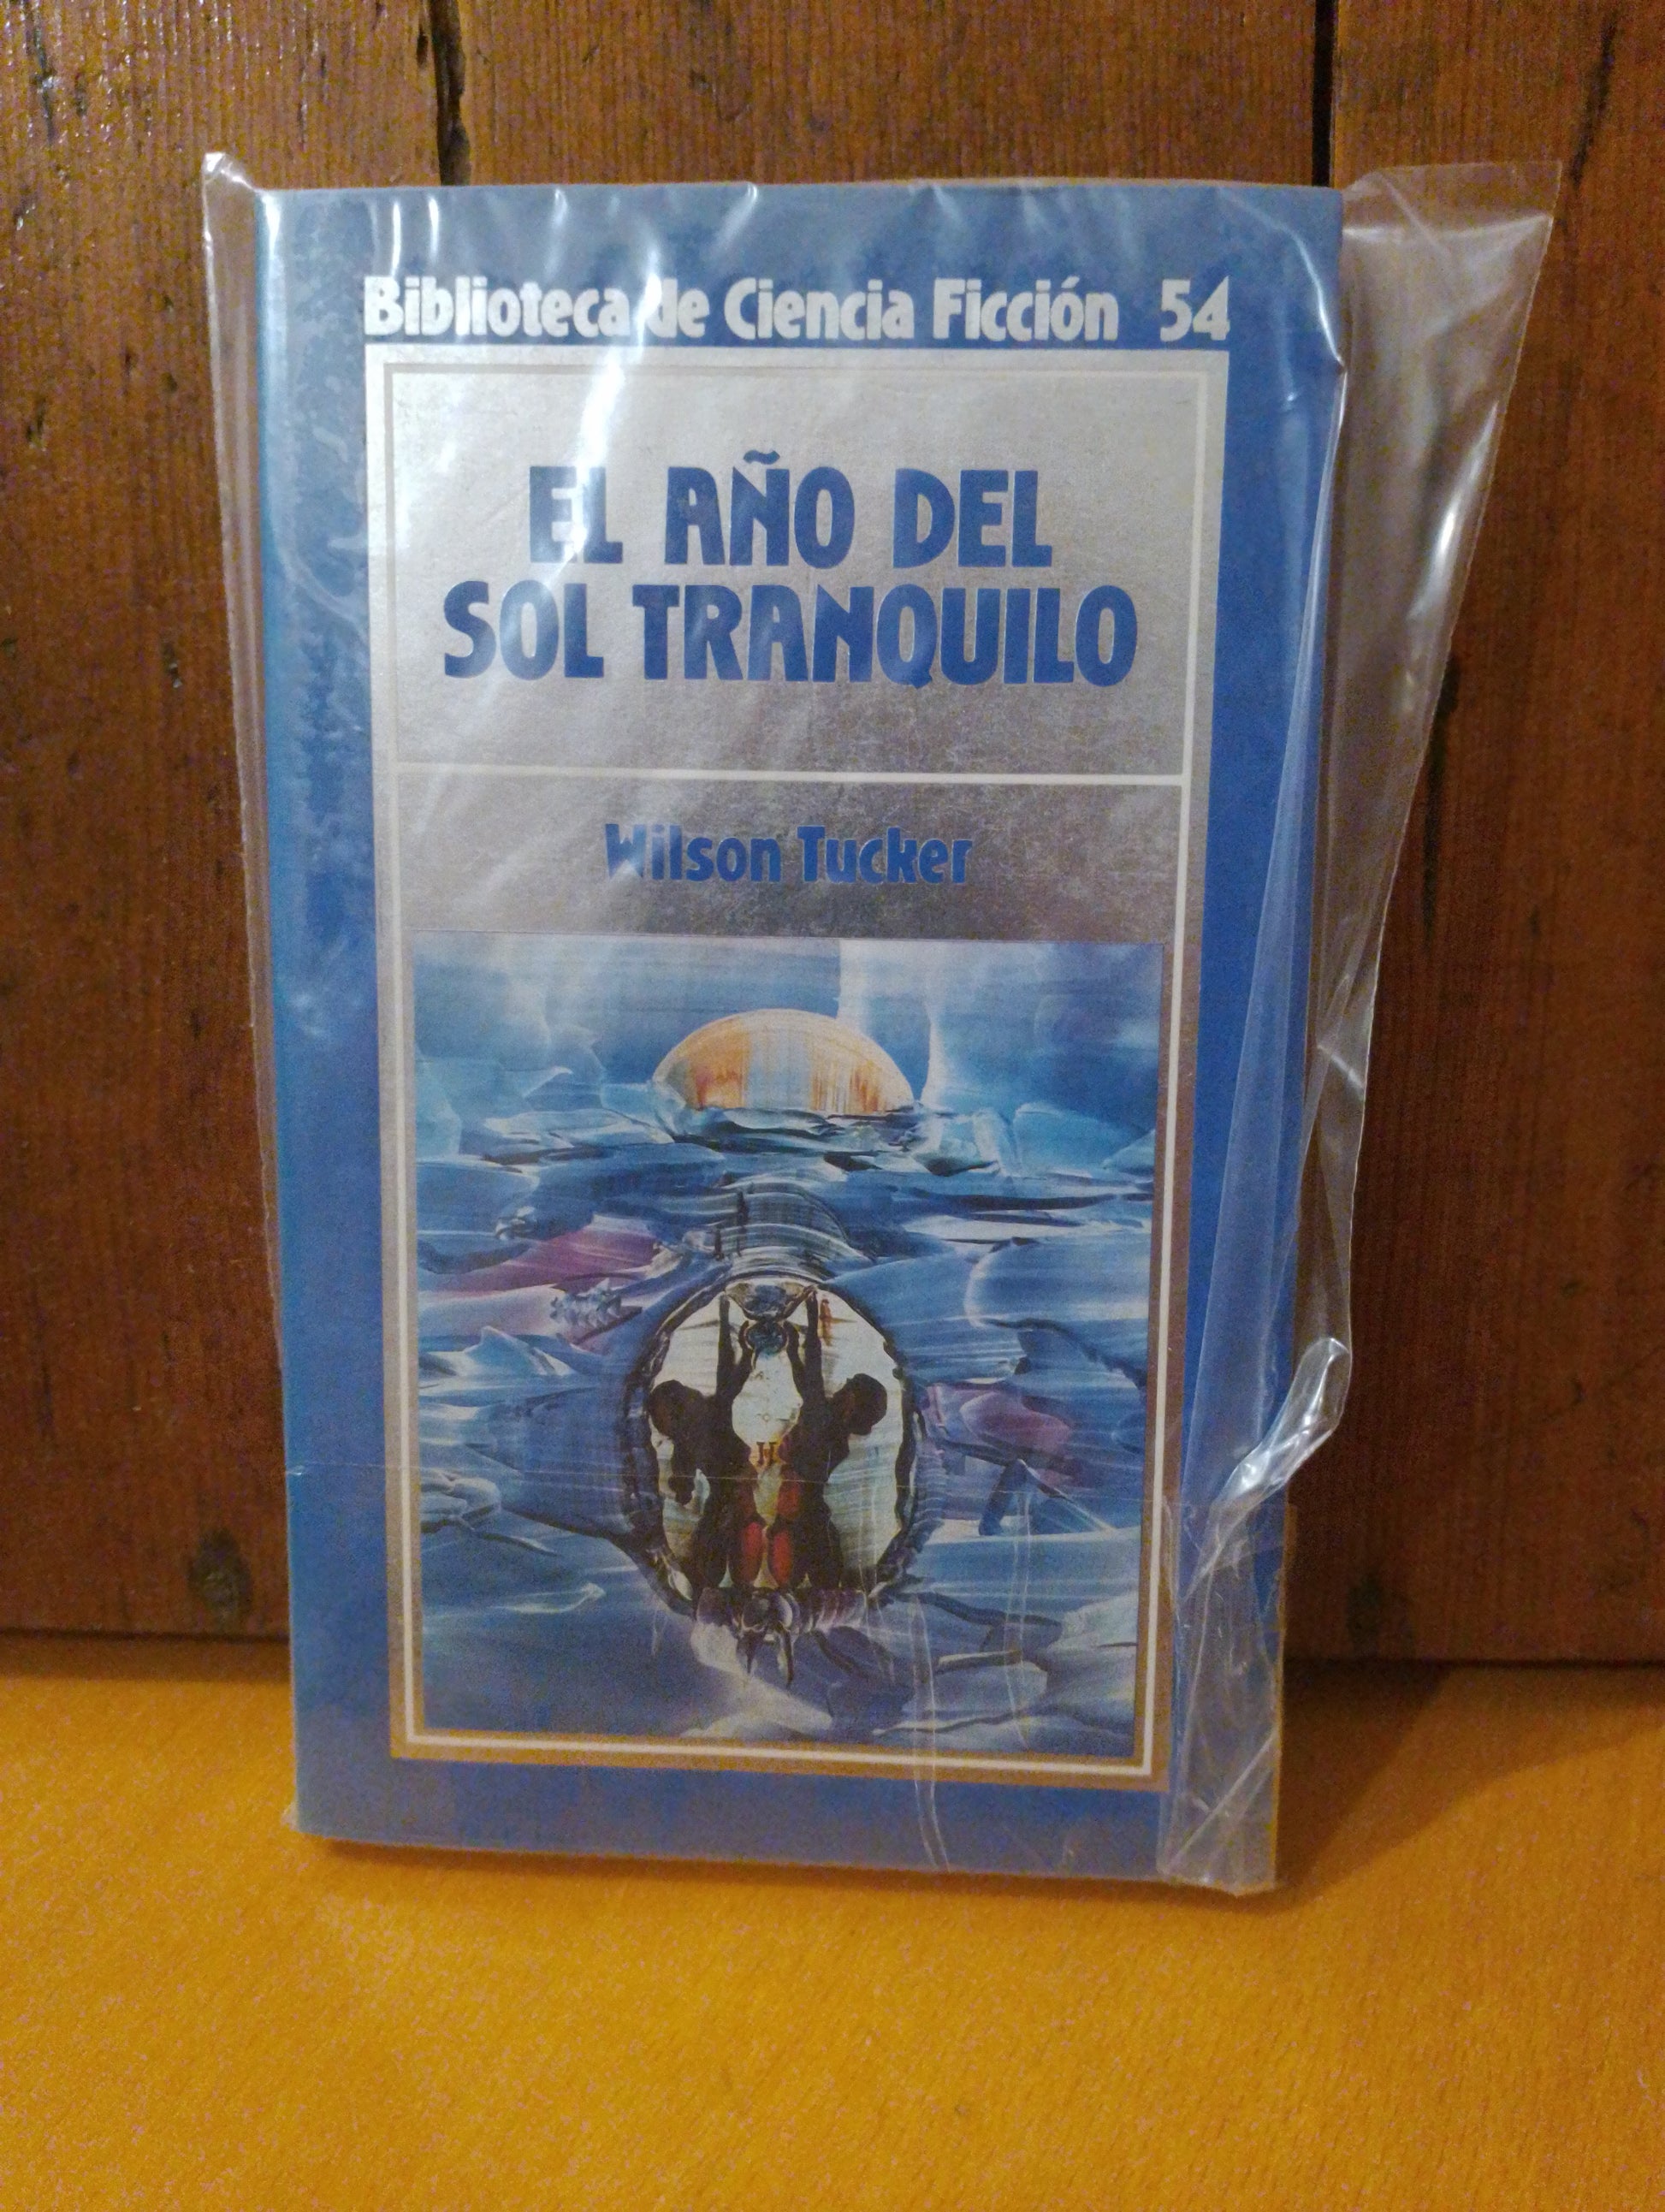 Biblioteca de Ciencia Ficción 54
EL AÑO DEL
SOL TRANQUILO
Wilson Tucker